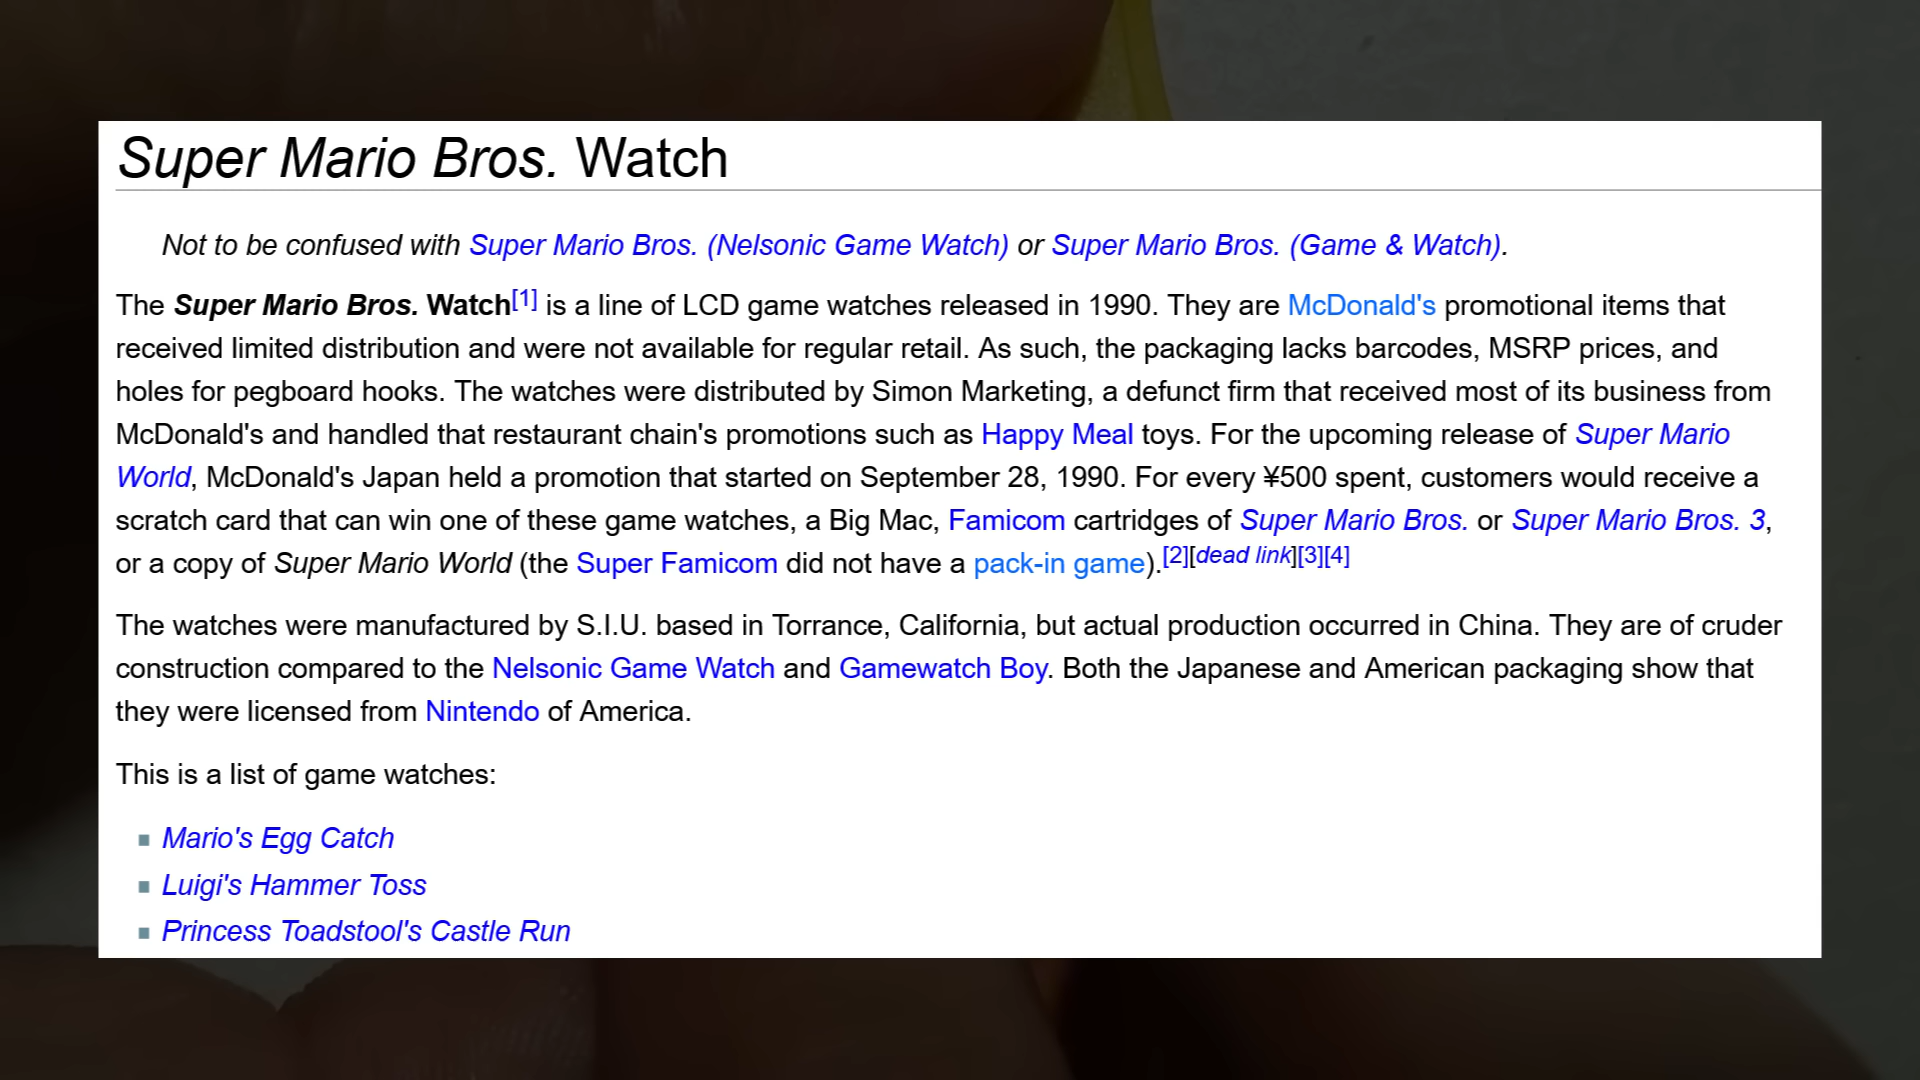 Super Mario Bros. Watch
Not to be confused with Super Mario Bros. (Nelsonic Game Watch) or Super Mario Bros. (Game & Watch).
The Super Mario Bros. Watch[1] is a line of LCD game watches released in 1990. They are McDonald's promotional items that
received limited distribution and were not available for regular retail. As such, the packaging lacks barcodes, MSRP prices, and
holes for pegboard hooks. The watches were distributed by Simon Marketing, a defunct firm that received most of its business from
McDonald's and handled that restaurant chain's promotions such as Happy Meal toys. For the upcoming release of Super Mario
World, McDonald's Japan held a promotion that started on September 28, 1990. For every ¥500 spent, customers would receive a
scratch card that can win one of these game watches, a Big Mac, Famicom cartridges of Super Mario Bros. or Super Mario Bros. 3,
or a copy of Super Mario World (the Super Famicom did not have a pack-in game).[2][dead link][3][4]
The watches were manufactured by S.I.U. based in Torrance, California, but actual production occurred in China. They are of cruder
construction compared to the Nelsonic Game Watch and Gamewatch Boy. Both the Japanese and American packaging show that
they were licensed from Nintendo of America.
This is a list of game watches:
▪ Mario's Egg Catch
▪ Luigi's Hammer Toss
▪ Princess Toadstool's Castle Run